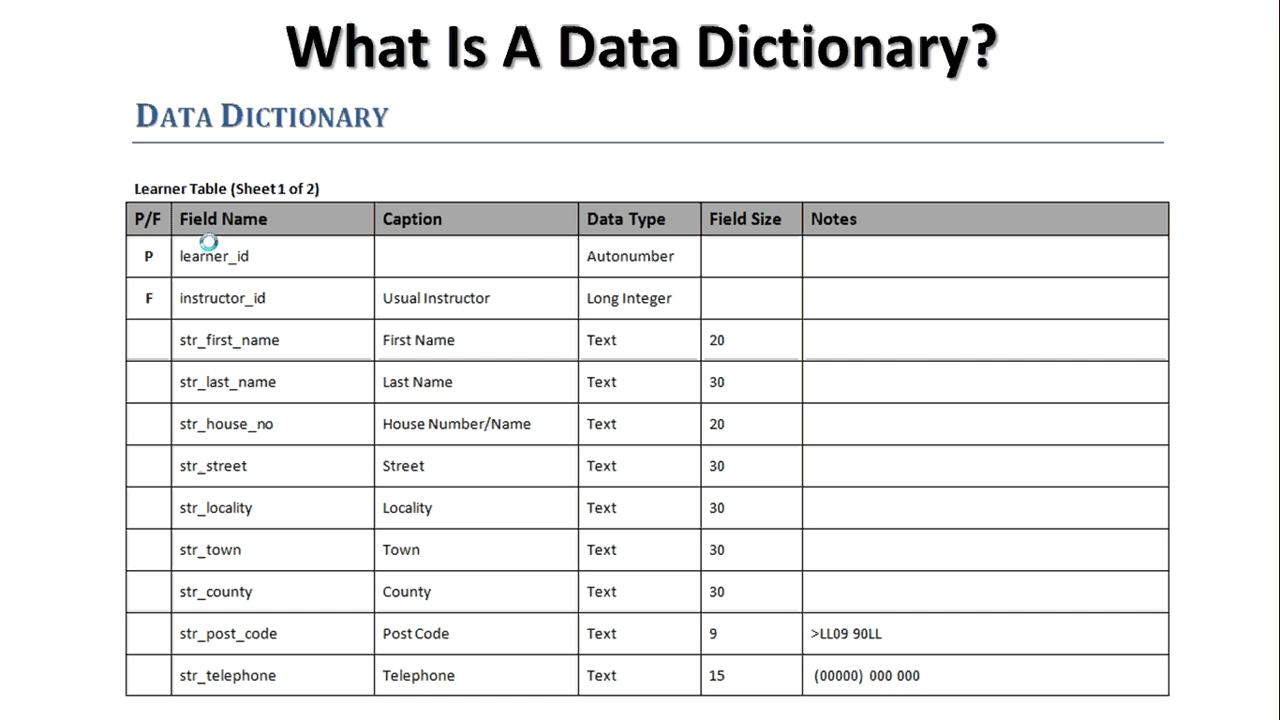 What Is A Data Dictionary?
DATA DICTIONARY
Learner Table (Sheet 1 of 2)
P/F Field Name Caption Data Type Field Size Notes
P learner_id Autonumber
F instructor_id Usual Instructor Long Integer
str_first_name First Name Text 20
str_last_name Last Name Text 30
str_house_no House Number/Name Text 20
str_street Street Text 30
str_locality Locality Text 30
str_town Town Text 30
str_county County Text 30
str_post_code Post Code Text 9 >LL09 90LL
str_telephone Telephone Text 15 (00000) 000 000